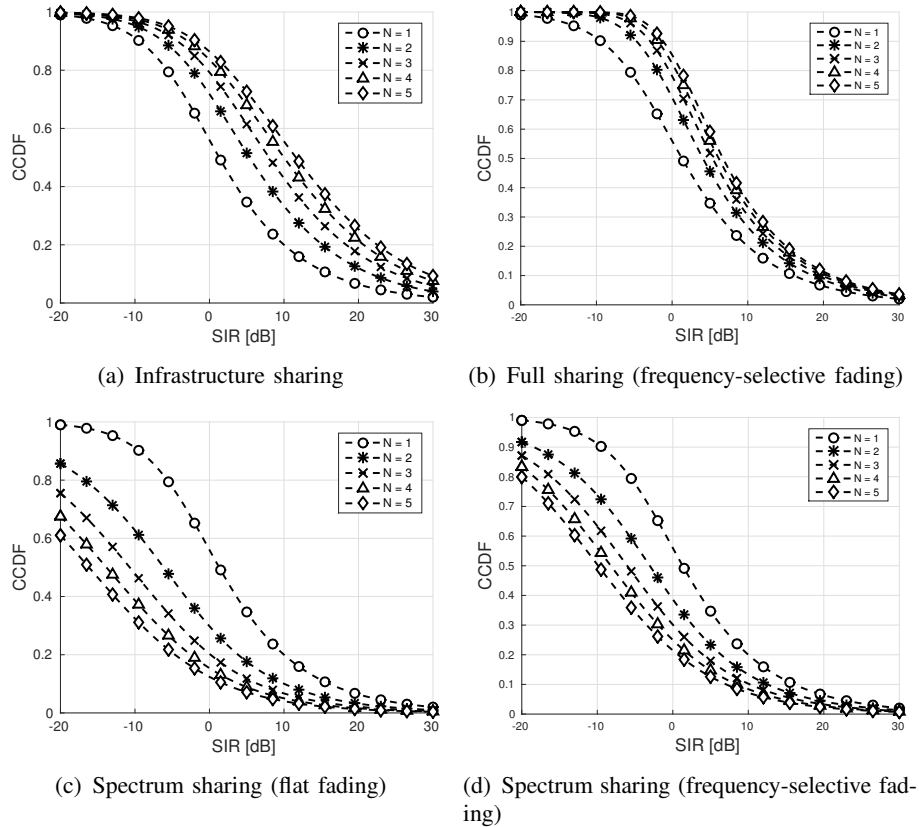 1
0.8
0.6
0.4
0.2
0
CCDF
-20 -10 0 10 20 30
SIR [dB]
N = 1
N = 2
N = 3
N = 4
N = 5
(a) Infrastructure sharing
1
0.9
0.8
0.7
0.6
0.5
0.4
0.3
0.2
0.1
0
CCDF
-20 -10 0 10 20 30
SIR [dB]
N = 1
N = 2
N = 3
N = 4
N = 5
(b) Full sharing (frequency-selective fading)
1
0.8
0.6
0.4
0.2
0
CCDF
-20 -10 0 10 20 30
SIR [dB]
N = 1
N = 2
N = 3
N = 4
N = 5
(c) Spectrum sharing (flat fading)
1
0.9
0.8
0.7
0.6
0.5
0.4
0.3
0.2
0.1
0
CCDF
-20 -10 0 10 20 30
SIR [dB]
N = 1
N = 2
N = 3
N = 4
N = 5
(d) Spectrum sharing (frequency-selective fad-
ing)